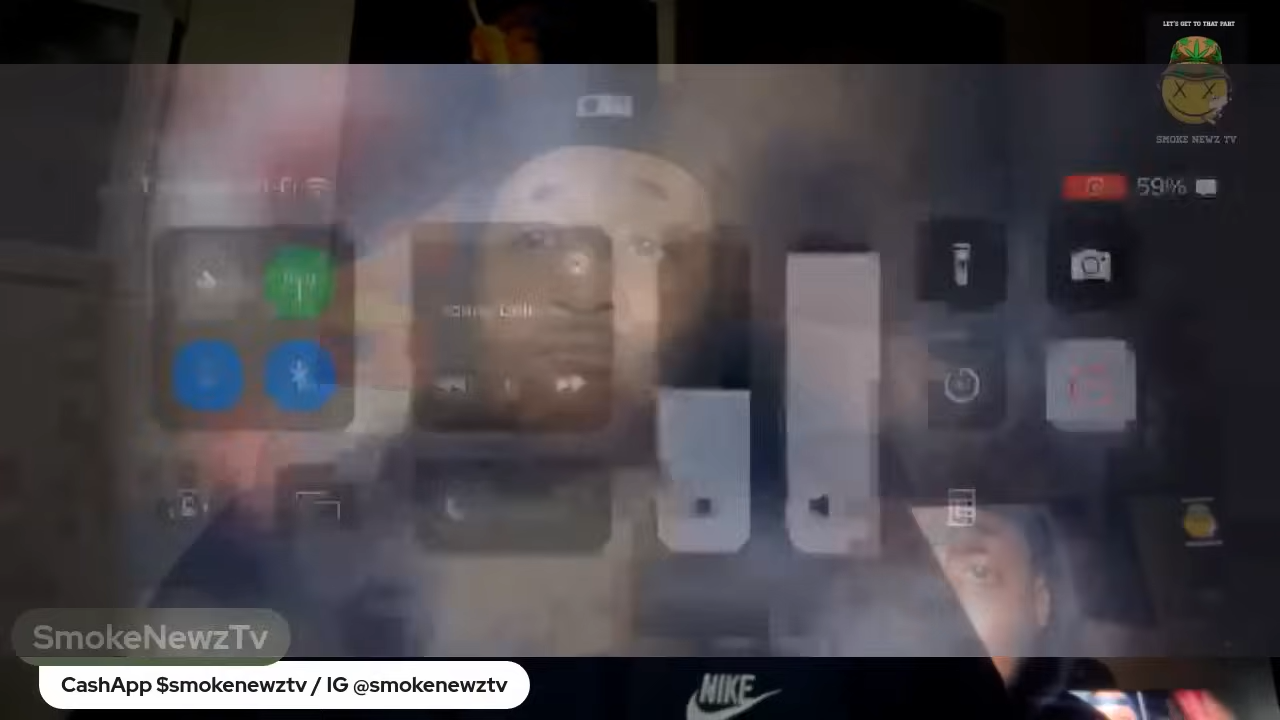 LET'S GET TO THAT PART
SMOKE NEWZ TV
59%
SmokeNewzTv
CashApp $smokenewztv / IG @smokenewztv
NIKE